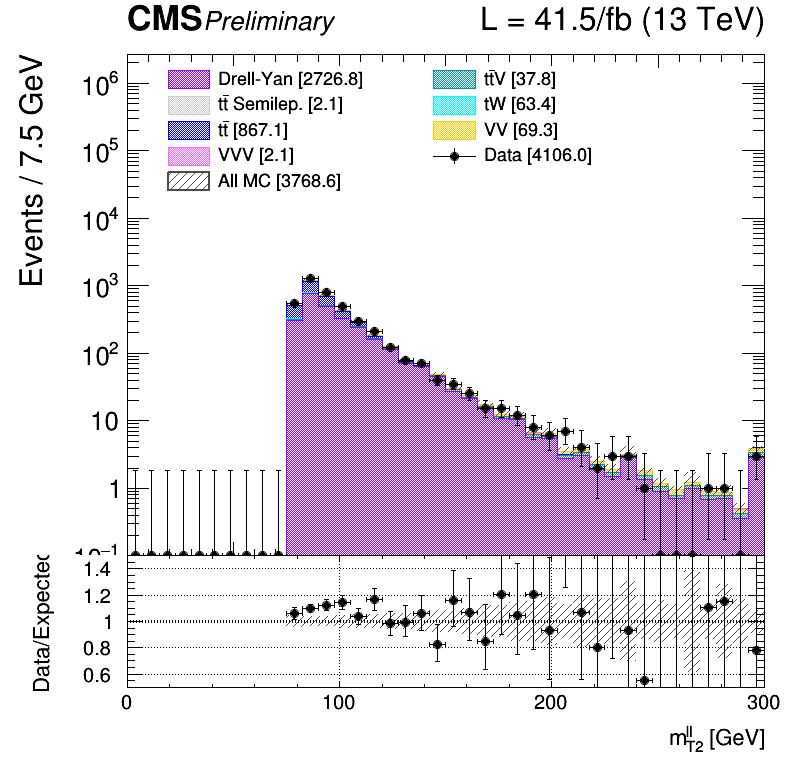 CMS Preliminary L = 41.5/fb (13 TeV)
Events / 7.5 GeV
Drell-Yan [2726.8]
tt̄ Semilep. [2.1]
tt̄ [867.1]
VVV [2.1]
All MC [3768.6]
tt̄V [37.8]
tW [63.4]
VV [69.3]
Data [4106.0]
10⁶
10⁵
10⁴
10³
10²
10
1
10⁻¹
Data/Expected
1.4
1.2
1
0.8
0.6
0 100 200 300
m_T2^ll [GeV]